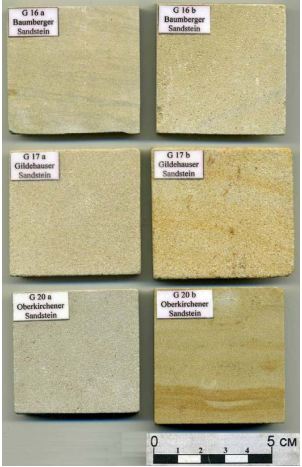 G 16 a
Baumberger
Sandstein
G 16 b
Baumberger
Sandstein
G 17 a
Gildehauser
Sandstein
G 17 b
Gildehauser
Sandstein
G 20 a
Oberkirchener
Sandstein
G 20 b
Oberkirchener
Sandstein
0 5 см
1 2 3 4